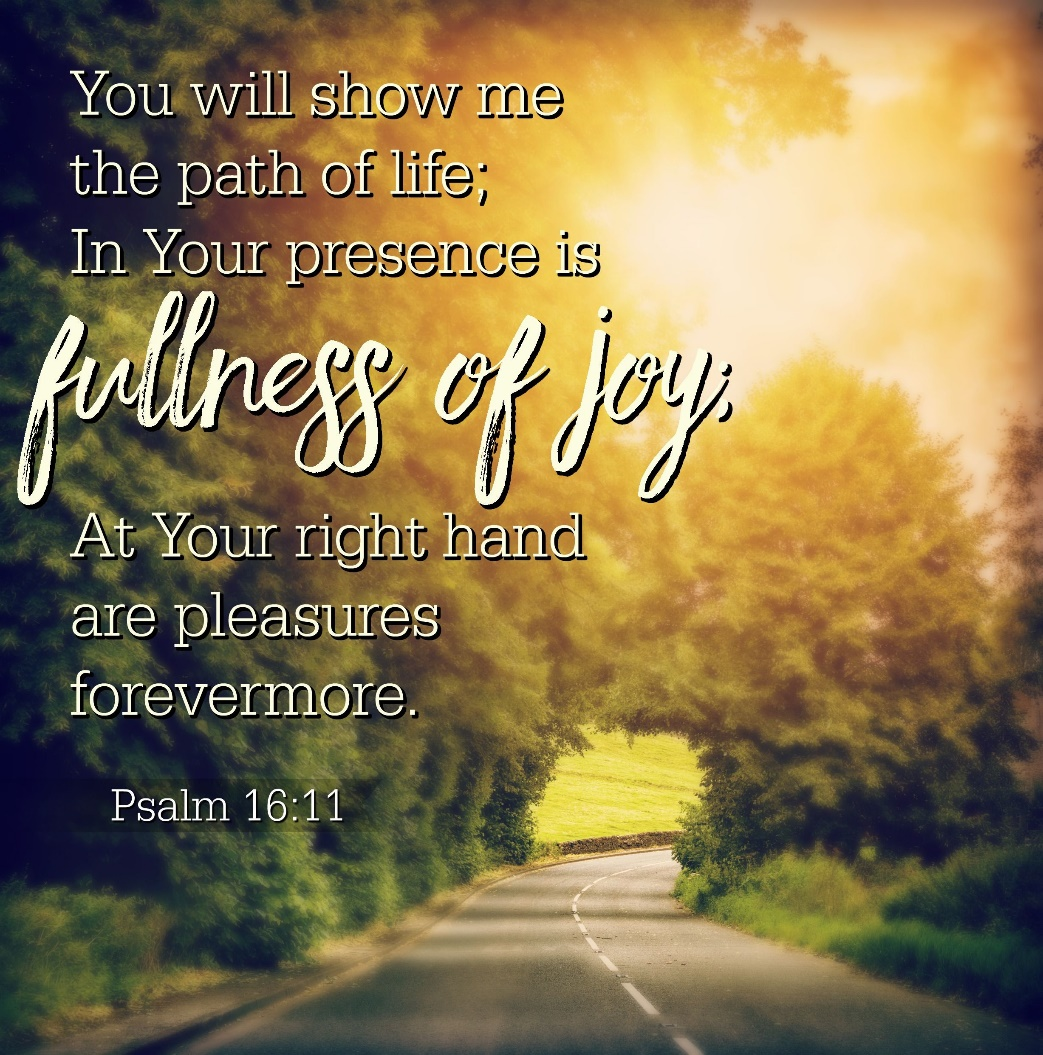 You will show me
the path of life;
In Your presence is
fullness of joy;
At Your right hand
are pleasures
forevermore.
Psalm 16:11